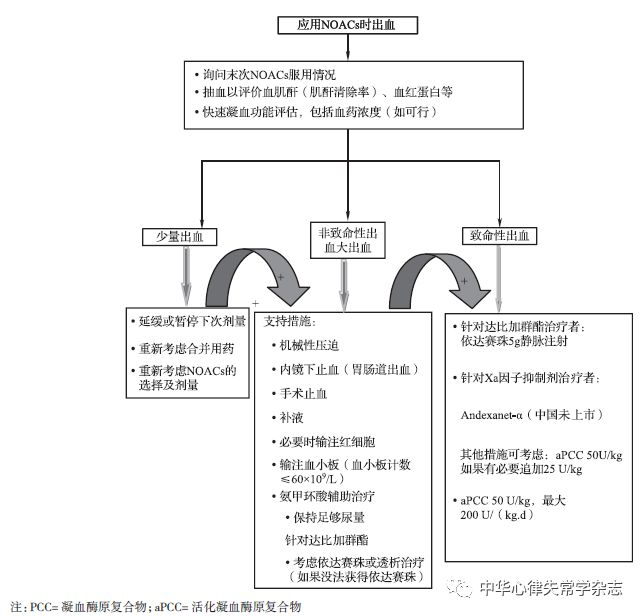 应用NOACs时出血
• 询问末次NOACs服用情况
• 抽血以评价血肌酐（肌酐清除率）、血红蛋白等
• 快速凝血功能评估，包括血药浓度（如可行）
少量出血
非致命性出
血大出血
致命性出血
+
+
+
• 延缓或暂停下次剂量
• 重新考虑合并用药
• 重新考虑NOACs的
选择及剂量
支持措施：
• 机械性压迫
• 内镜下止血（胃肠道出血）
• 手术止血
• 补液
• 必要时输注红细胞
• 输注血小板（血小板计数
≤60×10⁹/L）
• 氨甲环酸辅助治疗
• 保持足够尿量
针对达比加群酯
• 考虑依达赛珠或透析治疗
（如果没法获得依达赛珠）
• 针对达比加群酯治疗者：
依达赛珠5g静脉注射
• 针对Xa因子抑制剂治疗者：
Andexanet-α（中国未上市）
其他措施可考虑：aPCC 50U/kg
如果有必要追加25 U/kg
• aPCC 50 U/kg，最大
200 U/（kg.d）
中华心律失常学杂志
注：PCC= 凝血酶原复合物；aPCC= 活化凝血酶原复合物